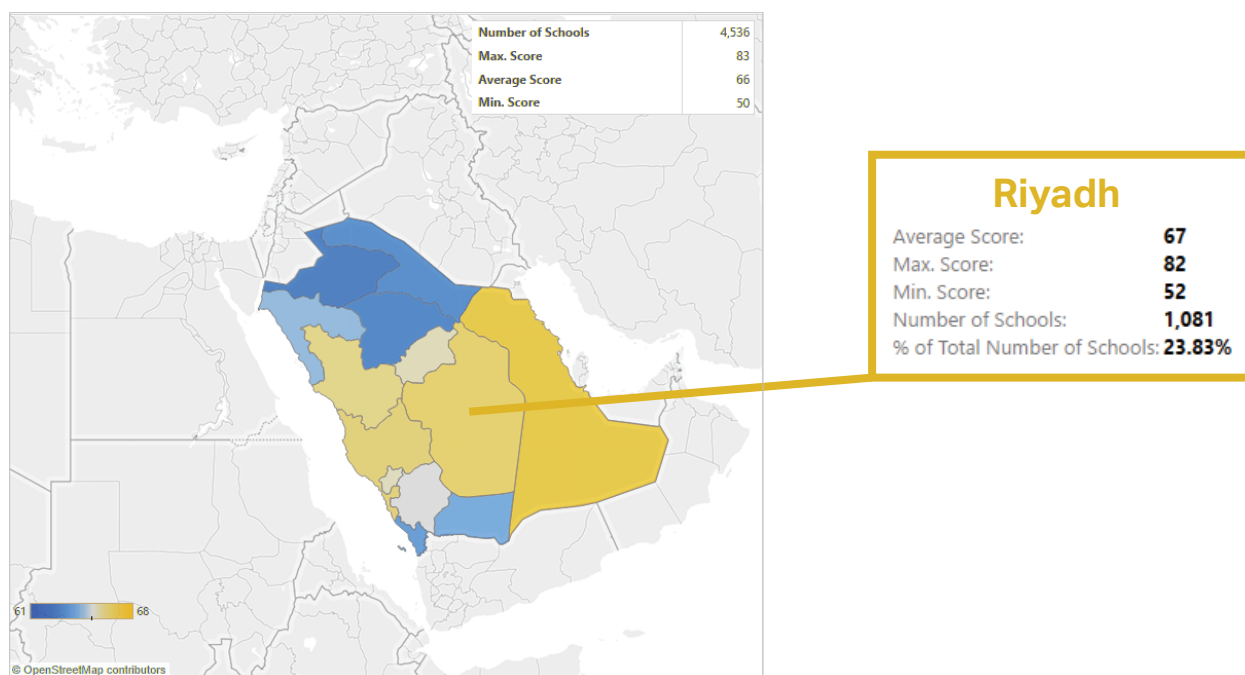 Number of Schools 4,536
Max. Score 83
Average Score 66
Min. Score 50
Riyadh
Average Score: 67
Max. Score: 82
Min. Score: 52
Number of Schools: 1,081
% of Total Number of Schools: 23.83%
61 68
© OpenStreetMap contributors